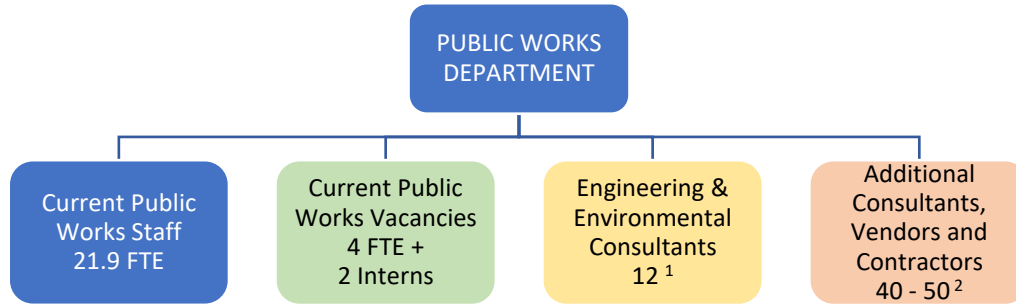 PUBLIC WORKS
DEPARTMENT
Current Public
Works Staff
21.9 FTE
Current Public
Works Vacancies
4 FTE +
2 Interns
Engineering &
Environmental
Consultants
12 ¹
Additional
Consultants,
Vendors and
Contractors
40 - 50 ²